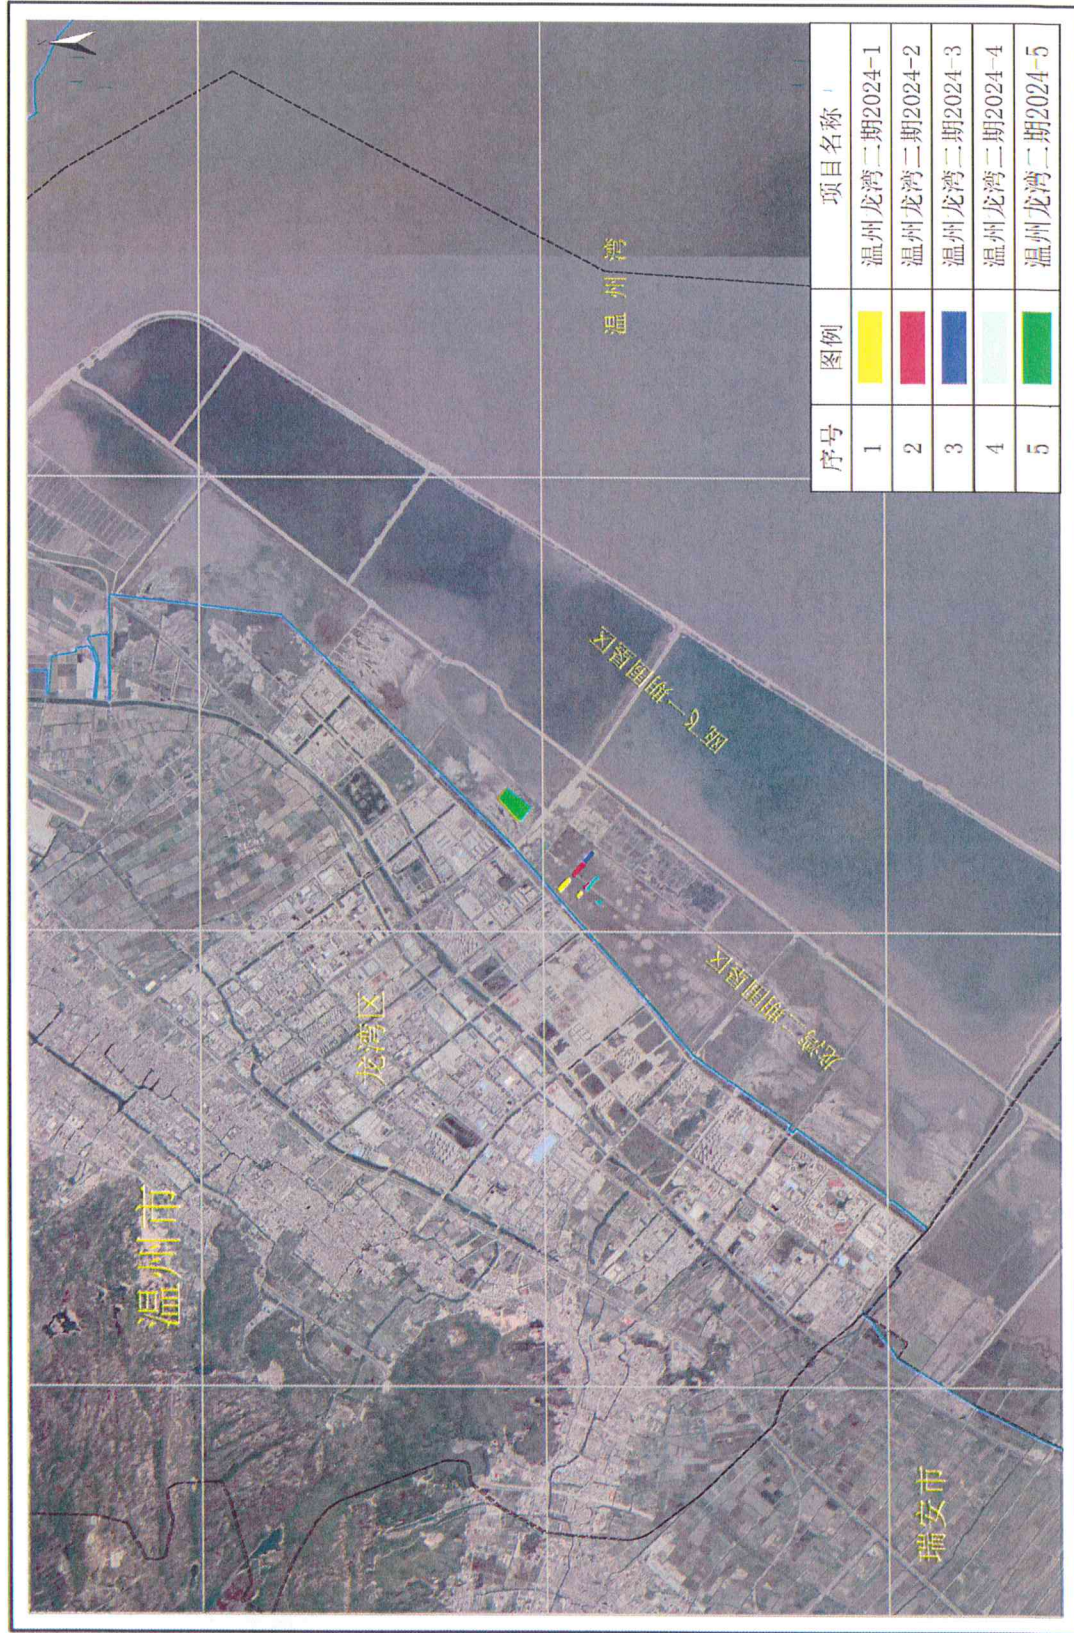 温州市
龙湾区
瓯飞一期围垦区
龙湾二期围垦区
温州湾
瑞安市
序号 图例 项目名称
1 温州龙湾二期2024-1
2 温州龙湾二期2024-2
3 温州龙湾二期2024-3
4 温州龙湾二期2024-4
5 温州龙湾二期2024-5